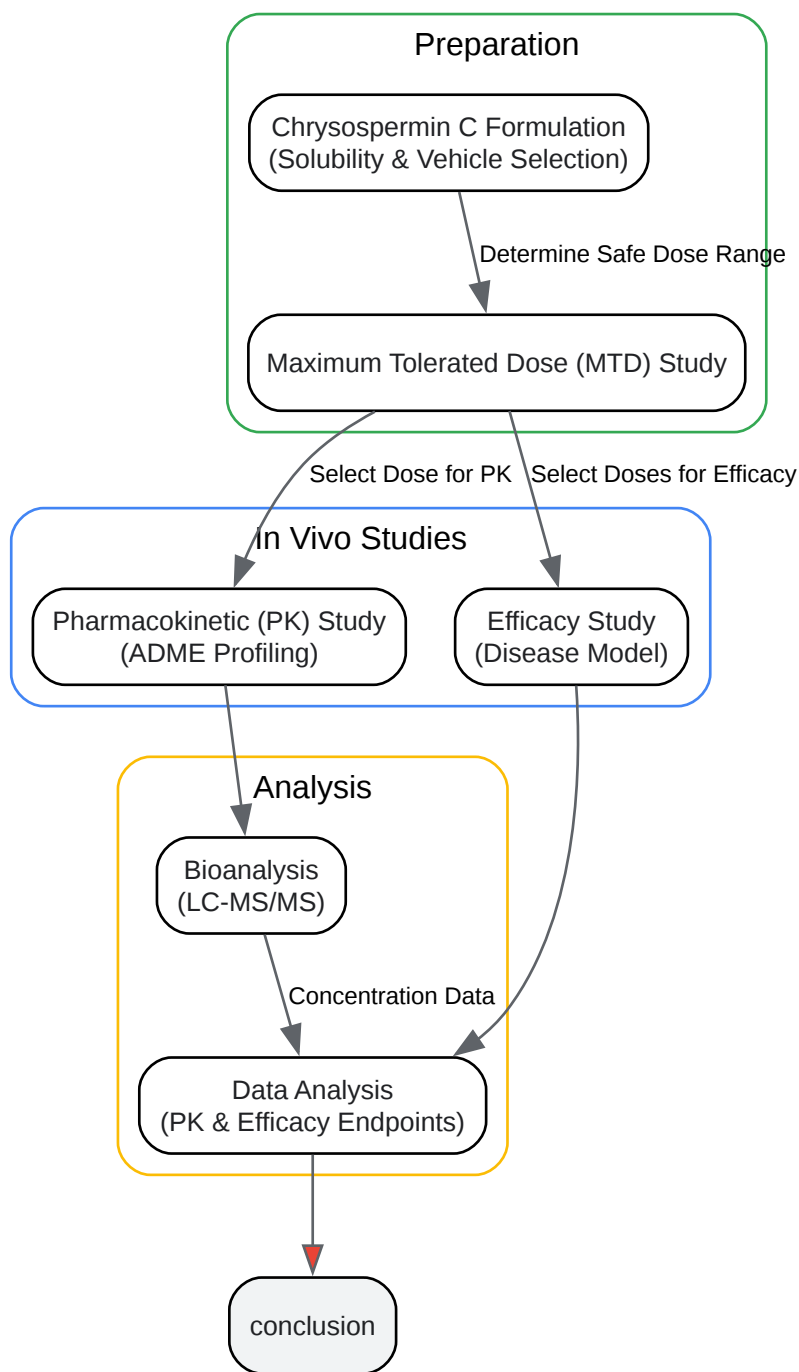 Preparation
Chrysospermin C Formulation
(Solubility & Vehicle Selection)
Determine Safe Dose Range
Maximum Tolerated Dose (MTD) Study
Select Dose for PK
Select Doses for Efficacy
In Vivo Studies
Pharmacokinetic (PK) Study
(ADME Profiling)
Efficacy Study
(Disease Model)
Analysis
Bioanalysis
(LC-MS/MS)
Concentration Data
Data Analysis
(PK & Efficacy Endpoints)
conclusion